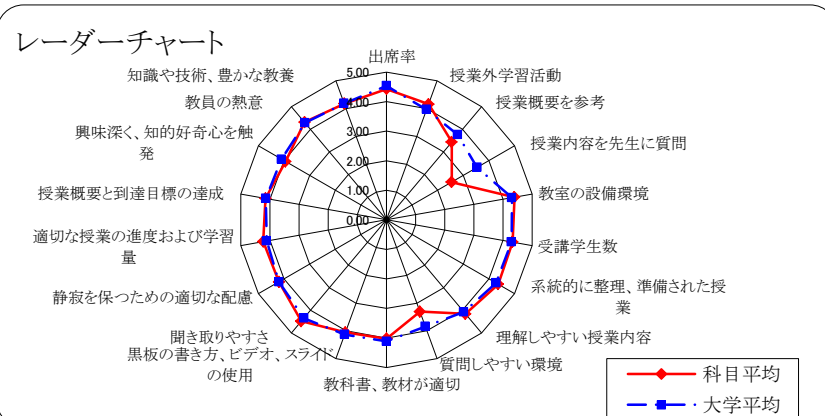 レーダーチャート
出席率
授業外学習活動
授業概要を参考
授業内容を先生に質問
教室の設備環境
受講学生数
系統的に整理、準備された授
業
理解しやすい授業内容
質問しやすい環境
教科書、教材が適切
黒板の書き方、ビデオ、スライド
の使用
聞き取りやすさ
静寂を保つための適切な配慮
適切な授業の進度および学習
量
授業概要と到達目標の達成
興味深く、知的好奇心を触
発
教員の熱意
知識や技術、豊かな教養
5.00
4.00
3.00
2.00
1.00
0.00
科目平均
大学平均